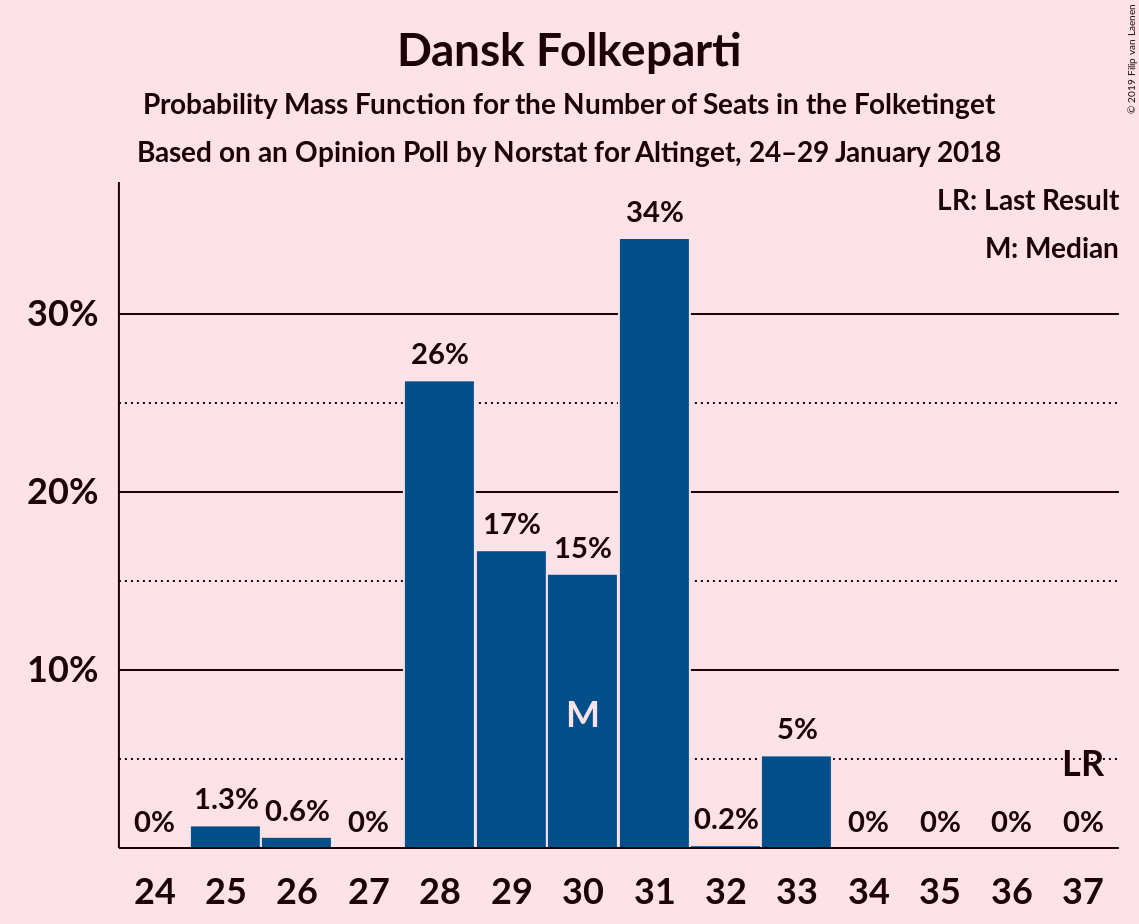 © 2019 Filip van Laenen
Dansk Folkeparti
Probability Mass Function for the Number of Seats in the Folketinget
Based on an Opinion Poll by Norstat for Altinget, 24–29 January 2018
LR: Last Result
M: Median
30%
20%
10%
0% 1.3% 0.6% 0% 26% 17% 15% 34% 0.2% 5% 0% 0% 0% 0%
M
LR
24 25 26 27 28 29 30 31 32 33 34 35 36 37